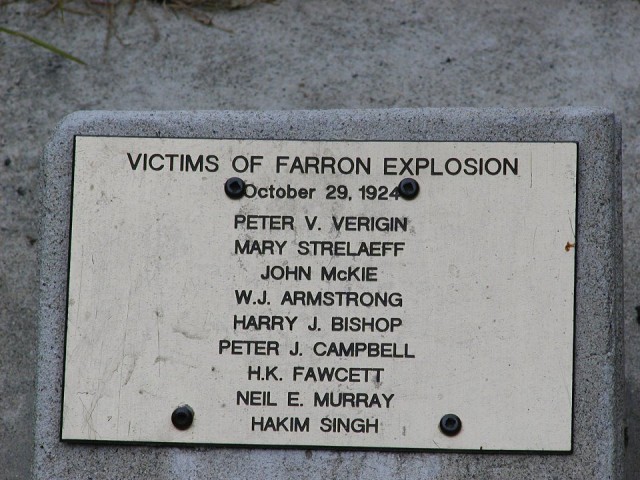 VICTIMS OF FARRON EXPLOSION
October 29, 1924
PETER V. VERIGIN
MARY STRELAEFF
JOHN McKIE
W.J. ARMSTRONG
HARRY J. BISHOP
PETER J. CAMPBELL
H.K. FAWCETT
NEIL E. MURRAY
HAKIM SINGH